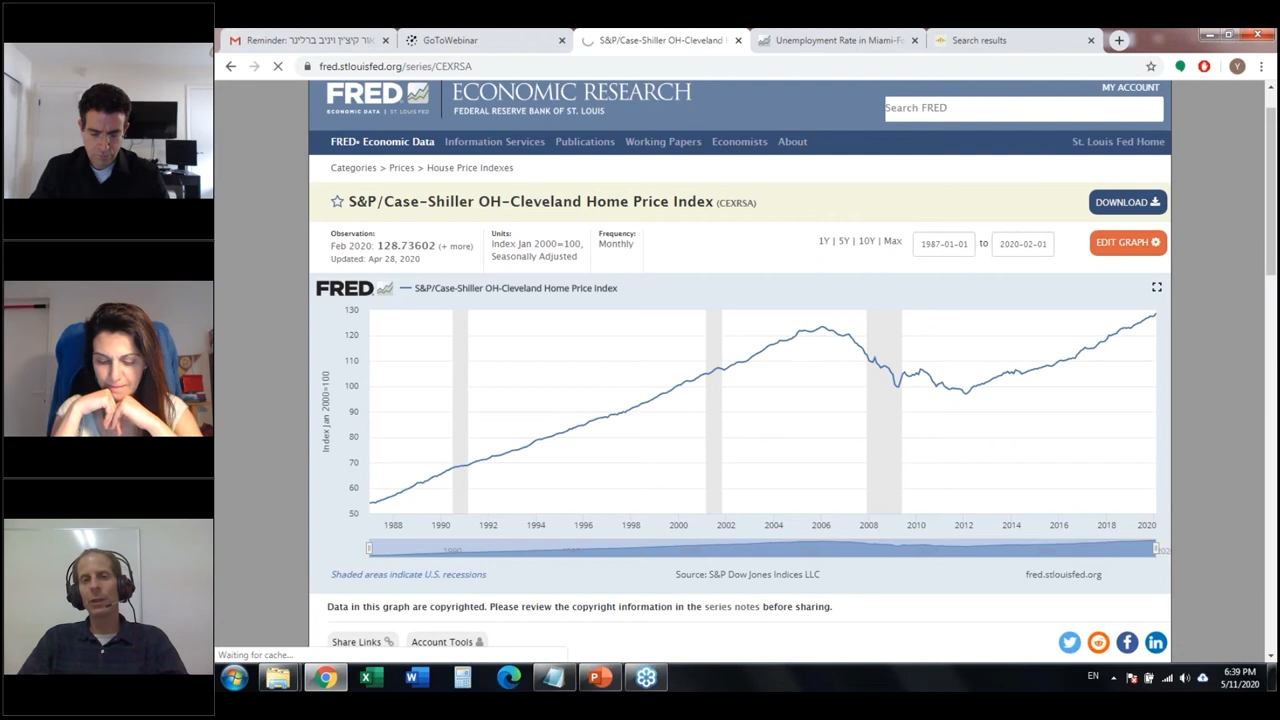 Reminder: אור קיצ'ין ויניב ברלינר
GoToWebinar
S&P/Case-Shiller OH-Cleveland
Unemployment Rate in Miami-F
Search results
fred.stlouisfed.org/series/CEXRSA
Y
FRED
ECONOMIC DATA | ST. LOUIS FED
ECONOMIC RESEARCH
FEDERAL RESERVE BANK OF ST. LOUIS
MY ACCOUNT
Search FRED
FRED® Economic Data Information Services Publications Working Papers Economists About St. Louis Fed Home
Categories > Prices > House Price Indexes
S&P/Case-Shiller OH-Cleveland Home Price Index (CEXRSA)
DOWNLOAD
Observation:
Feb 2020: 128.73602 (+ more)
Updated: Apr 28, 2020
Units:
Index Jan 2000=100,
Seasonally Adjusted
Frequency:
Monthly
1Y | 5Y | 10Y | Max
1987-01-01 to 2020-02-01
EDIT GRAPH
FRED
S&P/Case-Shiller OH-Cleveland Home Price Index
Index Jan 2000=100
130
120
110
100
90
80
70
60
50
1988 1990 1992 1994 1996 1998 2000 2002 2004 2006 2008 2010 2012 2014 2016 2018 2020
Shaded areas indicate U.S. recessions
Source: S&P Dow Jones Indices LLC
fred.stlouisfed.org
Data in this graph are copyrighted. Please review the copyright information in the series notes before sharing.
Share Links
Account Tools
Waiting for cache...
EN
6:39 PM
5/11/2020